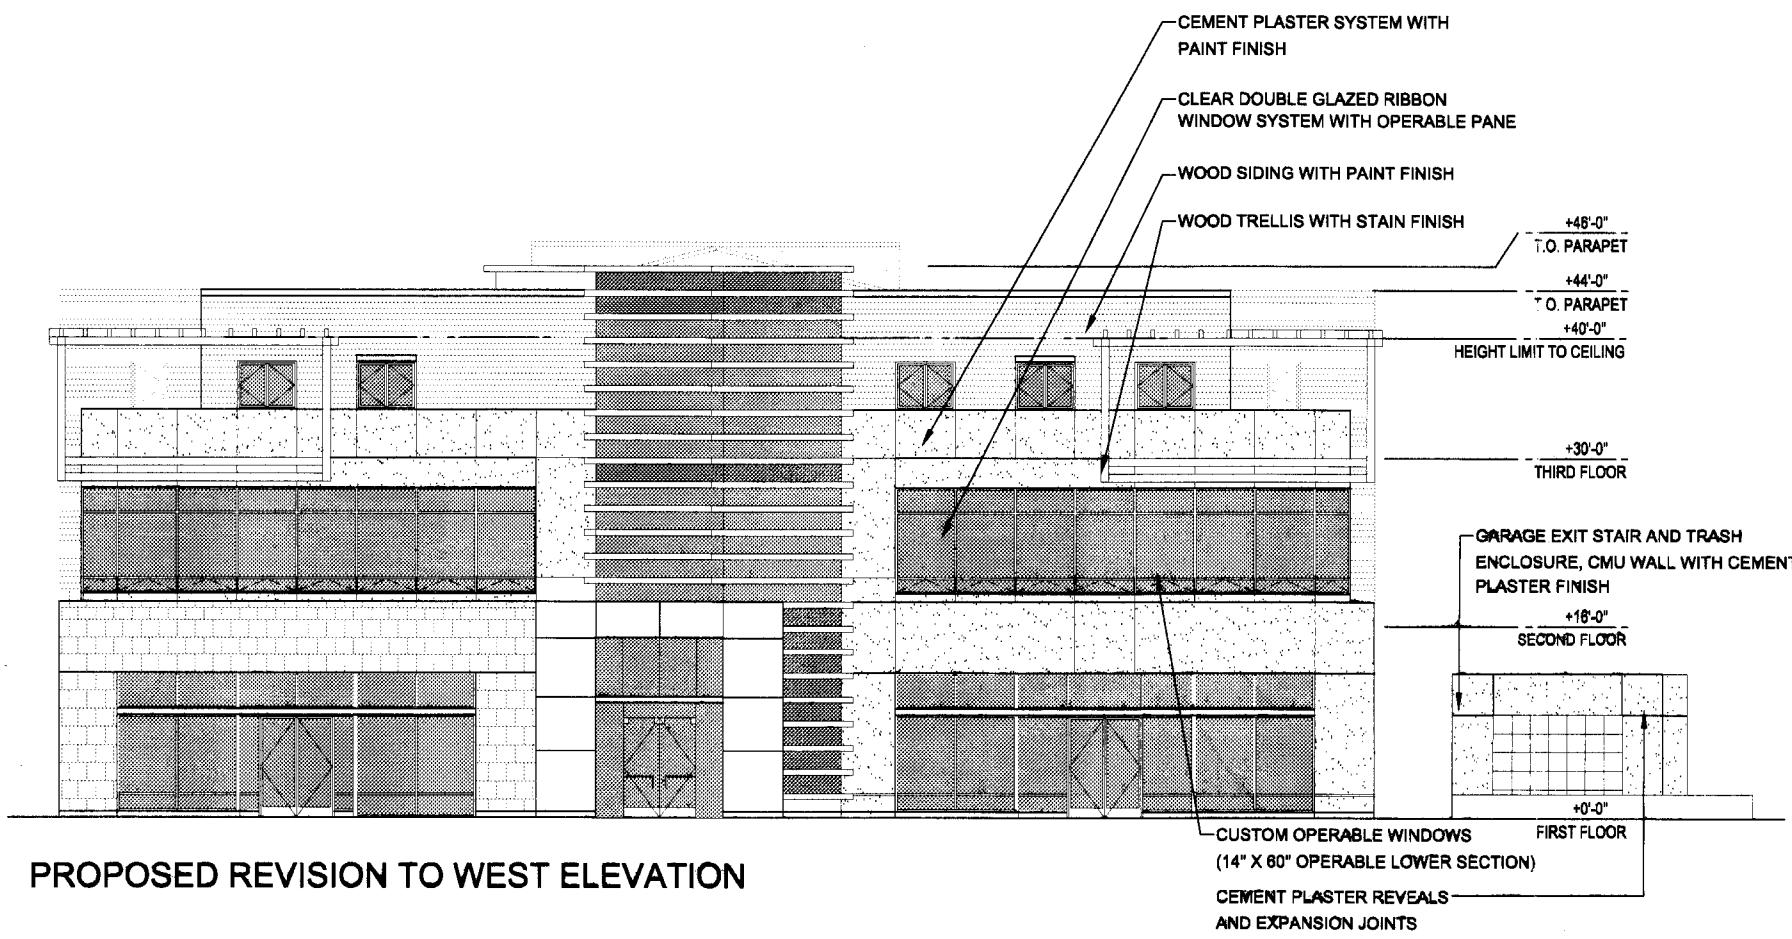 CEMENT PLASTER SYSTEM WITH
PAINT FINISH
CLEAR DOUBLE GLAZED RIBBON
WINDOW SYSTEM WITH OPERABLE PANE
WOOD SIDING WITH PAINT FINISH
WOOD TRELLIS WITH STAIN FINISH
+46'-0"
T.O. PARAPET
+44'-0"
T.O. PARAPET
+40'-0"
HEIGHT LIMIT TO CEILING
+30'-0"
THIRD FLOOR
GARAGE EXIT STAIR AND TRASH
ENCLOSURE, CMU WALL WITH CEMENT
PLASTER FINISH
+16'-0"
SECOND FLOOR
+0'-0"
FIRST FLOOR
CUSTOM OPERABLE WINDOWS
(14" X 60" OPERABLE LOWER SECTION)
CEMENT PLASTER REVEALS
AND EXPANSION JOINTS
PROPOSED REVISION TO WEST ELEVATION